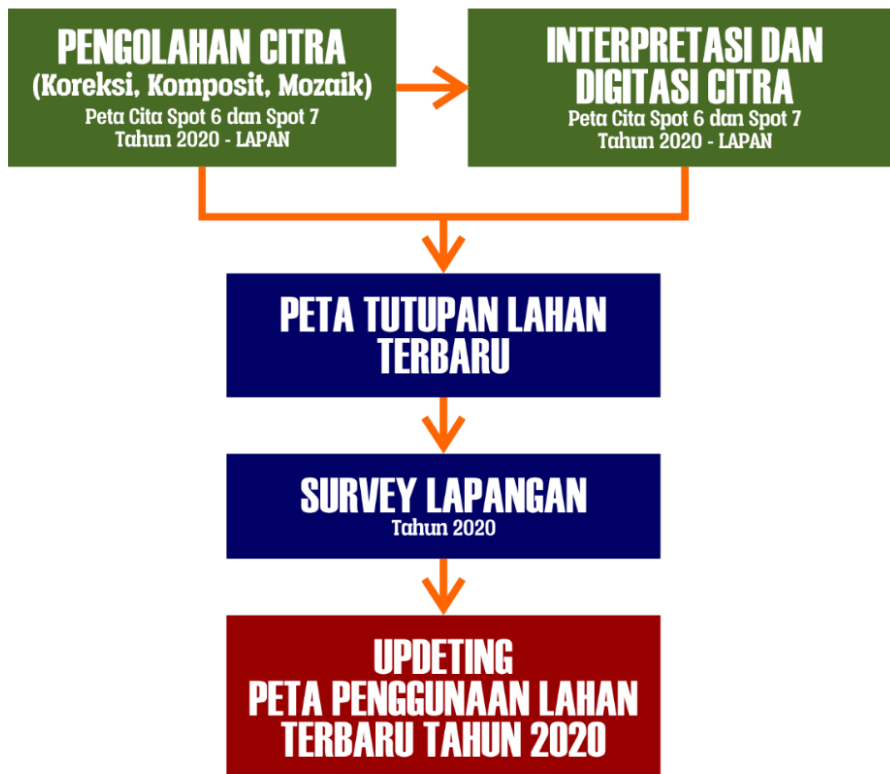 PENGOLAHAN CITRA
(Koreksi, Komposit, Mozaik)
Peta Cita Spot 6 dan Spot 7
Tahun 2020 - LAPAN
INTERPRETASI DAN
DIGITASI CITRA
Peta Cita Spot 6 dan Spot 7
Tahun 2020 - LAPAN
PETA TUTUPAN LAHAN
TERBARU
SURVEY LAPANGAN
Tahun 2020
UPDETING
PETA PENGGUNAAN LAHAN
TERBARU TAHUN 2020